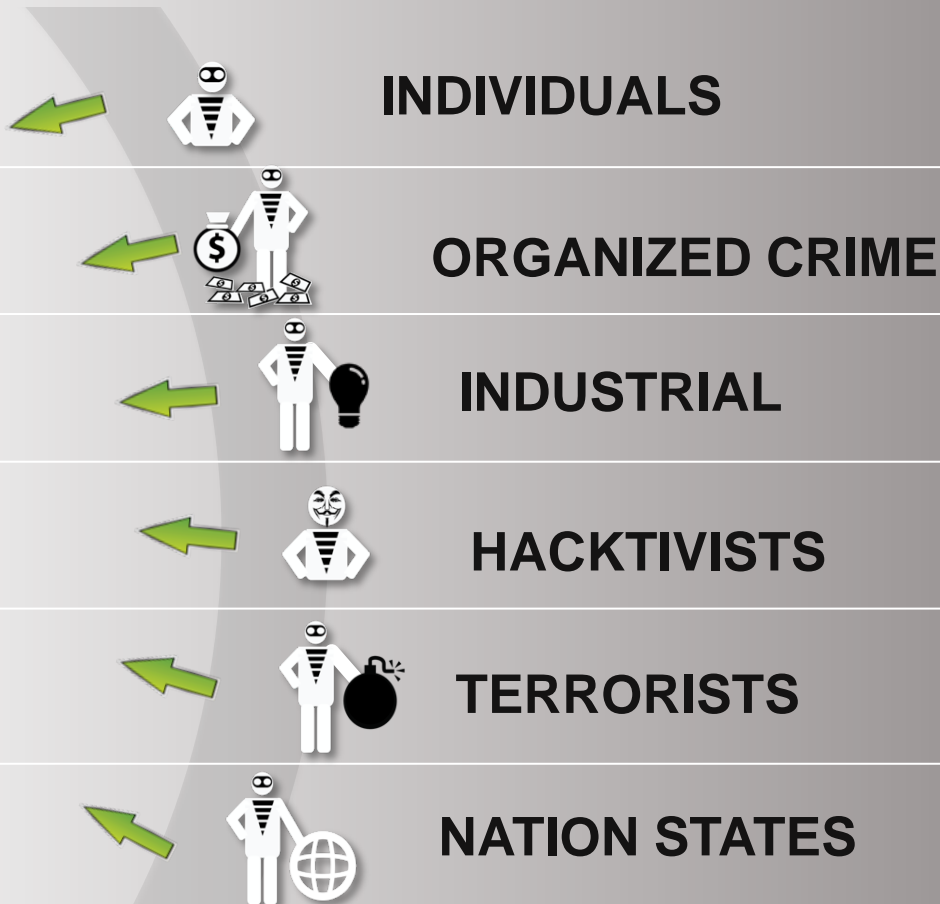 INDIVIDUALS
$
ORGANIZED CRIME
INDUSTRIAL
HACKTIVISTS
TERRORISTS
NATION STATES